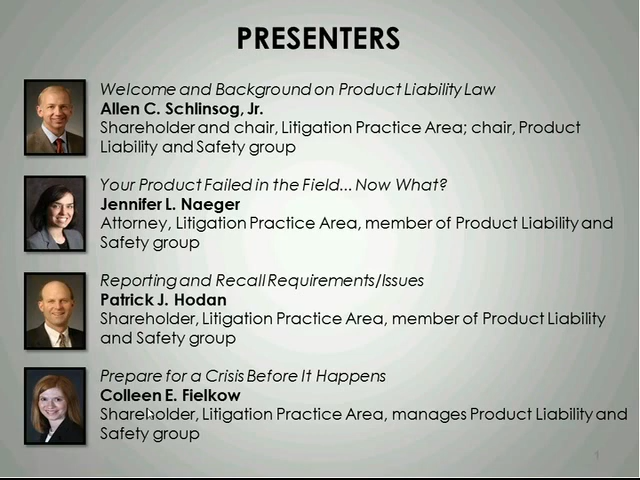 PRESENTERS
Welcome and Background on Product Liability Law
Allen C. Schlinsog, Jr.
Shareholder and chair, Litigation Practice Area; chair, Product
Liability and Safety group
Your Product Failed in the Field... Now What?
Jennifer L. Naeger
Attorney, Litigation Practice Area, member of Product Liability and
Safety group
Reporting and Recall Requirements/Issues
Patrick J. Hodan
Shareholder, Litigation Practice Area, member of Product Liability
and Safety group
Prepare for a Crisis Before It Happens
Colleen E. Fielkow
Shareholder, Litigation Practice Area, manages Product Liability and
Safety group
1